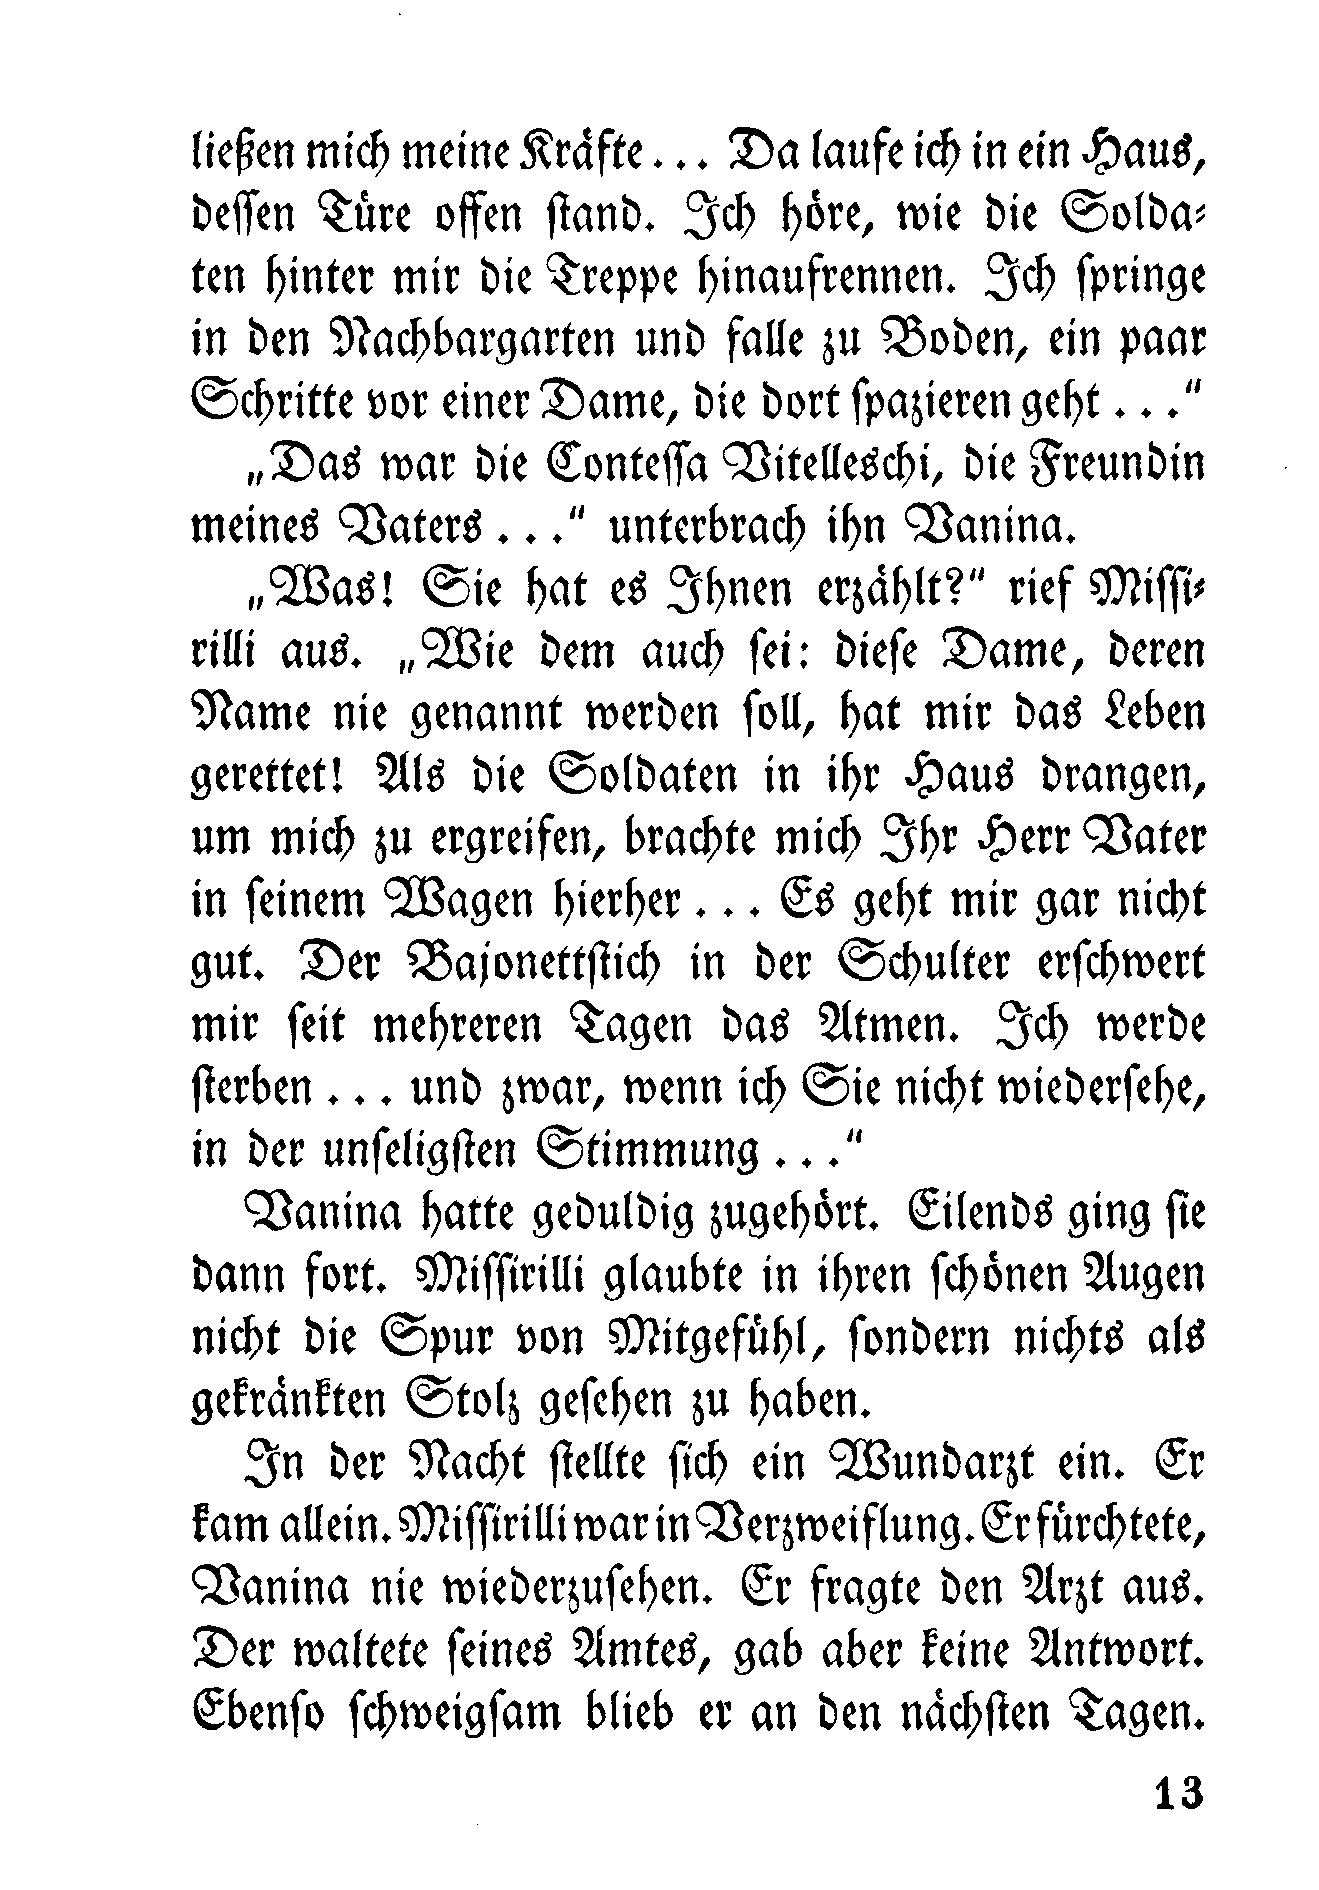 ließen mich meine Kräfte... Da laufe ich in ein Haus,
dessen Türe offen stand. Ich höre, wie die Solda-
ten hinter mir die Treppe hinaufrennen. Ich springe
in den Nachbargarten und falle zu Boden, ein paar
Schritte vor einer Dame, die dort spazieren geht . . .“
„Das war die Contessa Vitelleschi, die Freundin
meines Vaters . . .“ unterbrach ihn Vanina.
„Was! Sie hat es Ihnen erzählt?“ rief Missi-
rilli aus. „Wie dem auch sei: diese Dame, deren
Name nie genannt werden soll, hat mir das Leben
gerettet! Als die Soldaten in ihr Haus drangen,
um mich zu ergreifen, brachte mich Ihr Herr Vater
in seinem Wagen hierher . . . Es geht mir gar nicht
gut. Der Bajonettstich in der Schulter erschwert
mir seit mehreren Tagen das Atmen. Ich werde
sterben . . . und zwar, wenn ich Sie nicht wiedersehe,
in der unseligsten Stimmung . . .“
Vanina hatte geduldig zugehört. Eilends ging sie
dann fort. Missirilli glaubte in ihren schönen Augen
nicht die Spur von Mitgefühl, sondern nichts als
gekränkten Stolz gesehen zu haben.
In der Nacht stellte sich ein Wundarzt ein. Er
kam allein. Missirilli war in Verzweiflung. Er fürchtete,
Vanina nie wiederzusehen. Er fragte den Arzt aus.
Der waltete seines Amtes, gab aber keine Antwort.
Ebenso schweigsam blieb er an den nächsten Tagen.
13